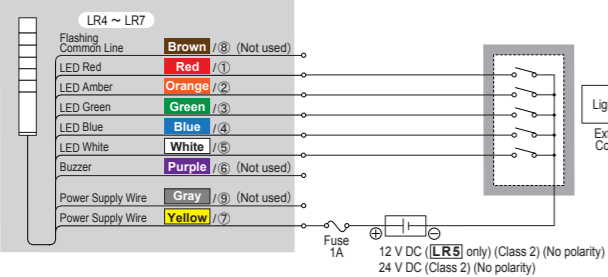 LR4 ~ LR7
Flashing
Common Line Brown /⑧ (Not used)
LED Red Red /①
LED Amber Orange /②
LED Green Green /③
LED Blue Blue /④
LED White White /⑤
Buzzer Purple /⑥ (Not used)
Power Supply Wire Gray /⑨ (Not used)
Power Supply Wire Yellow /⑦
Fuse
1A
⊕ ⊖
12 V DC (LR5 only) (Class 2) (No polarity)
24 V DC (Class 2) (No polarity)